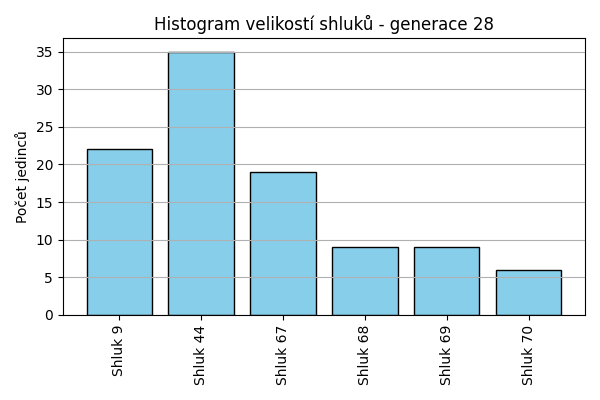 Histogram velikostí shluků - generace 28
Počet jedinců
35
30
25
20
15
10
5
0
Shluk 9
Shluk 44
Shluk 67
Shluk 68
Shluk 69
Shluk 70